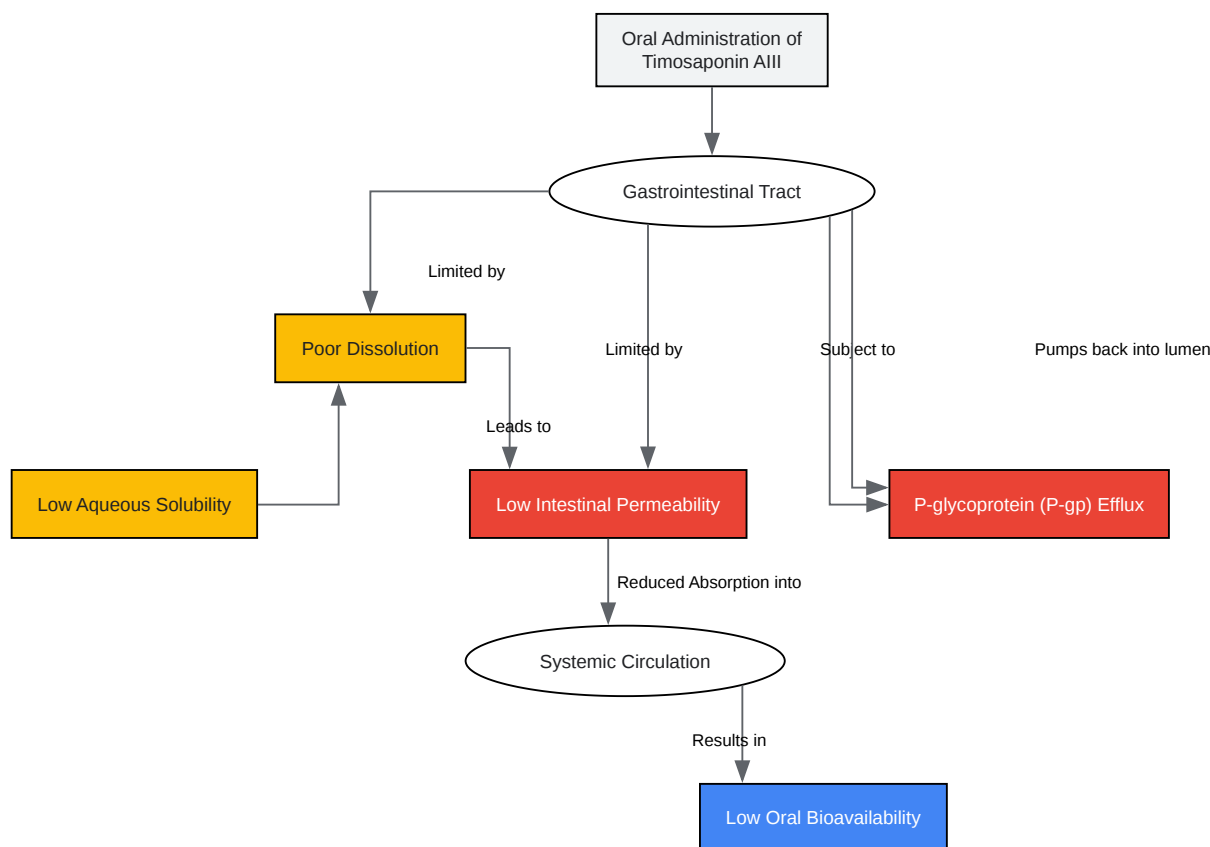 Oral Administration of
Timosaponin AIII
Gastrointestinal Tract
Limited by
Poor Dissolution
Limited by
Subject to
Pumps back into lumen
Leads to
Low Aqueous Solubility
Low Intestinal Permeability
P-glycoprotein (P-gp) Efflux
Reduced Absorption into
Systemic Circulation
Results in
Low Oral Bioavailability